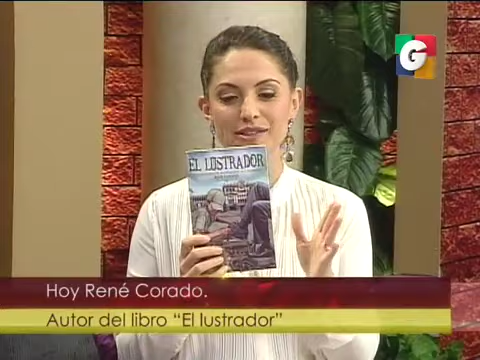 G
EL LUSTRADOR
Hoy René Corado.
Autor del libro "El lustrador"